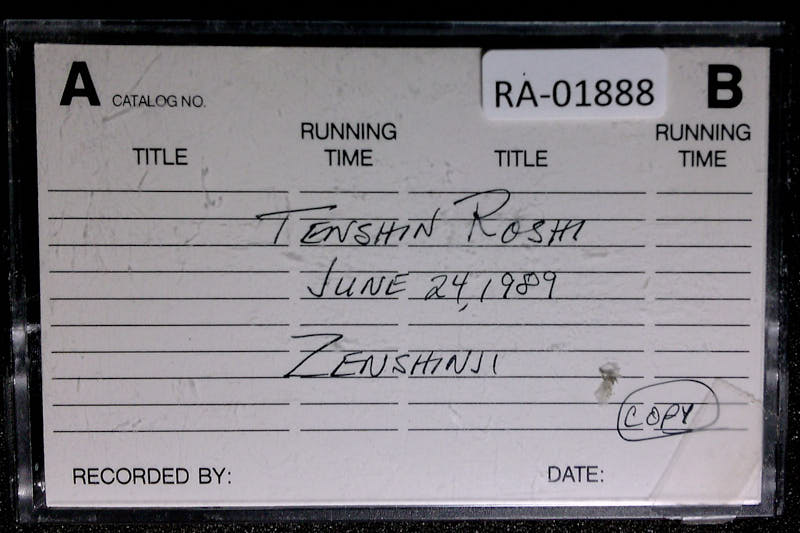 A CATALOG NO. RA-01888 B
TITLE RUNNING TIME TITLE RUNNING TIME
TENSHIN ROSHI
JUNE 24, 1989
ZENSHINJI
COPY
RECORDED BY: DATE: